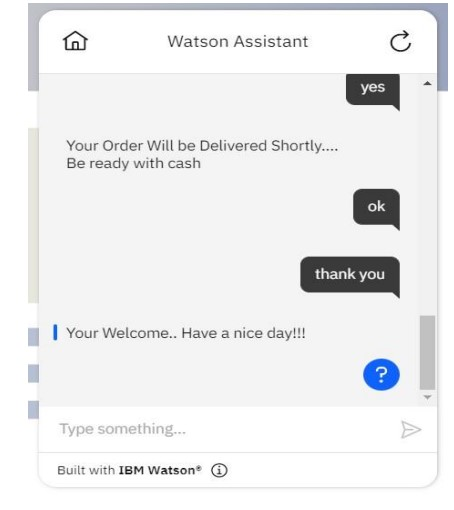 Watson Assistant
yes
Your Order Will be Delivered Shortly....
Be ready with cash
ok
thank you
Your Welcome.. Have a nice day!!!
?
Type something...
Built with IBM Watson® i